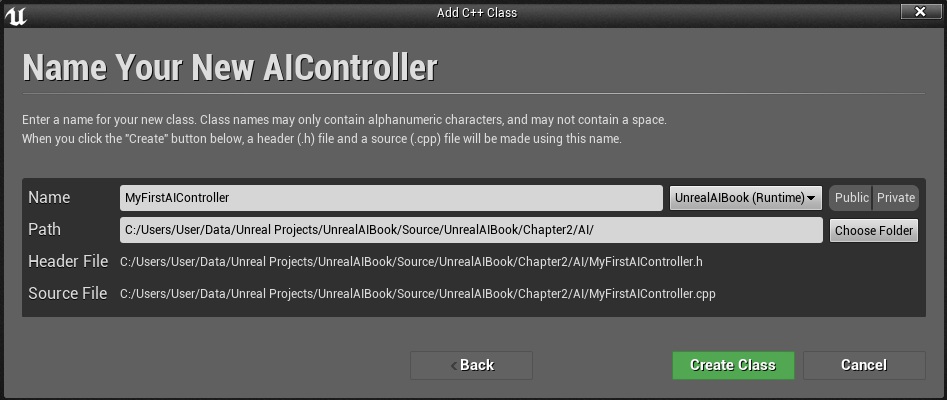 Add C++ Class
Name Your New AIController
Enter a name for your new class. Class names may only contain alphanumeric characters, and may not contain a space.
When you click the "Create" button below, a header (.h) file and a source (.cpp) file will be made using this name.
Name MyFirstAIController UnrealAIBook (Runtime) Public Private
Path C:/Users/User/Data/Unreal Projects/UnrealAIBook/Source/UnrealAIBook/Chapter2/AI/ Choose Folder
Header File C:/Users/User/Data/Unreal Projects/UnrealAIBook/Source/UnrealAIBook/Chapter2/AI/MyFirstAIController.h
Source File C:/Users/User/Data/Unreal Projects/UnrealAIBook/Source/UnrealAIBook/Chapter2/AI/MyFirstAIController.cpp
Back Create Class Cancel